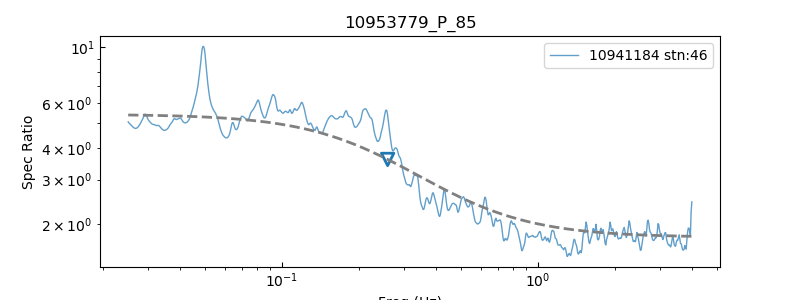 10953779_P_85
10941184 stn:46
Spec Ratio
10¹
6 × 10⁰
4 × 10⁰
3 × 10⁰
2 × 10⁰
10⁻¹
10⁰
Freq (Hz)